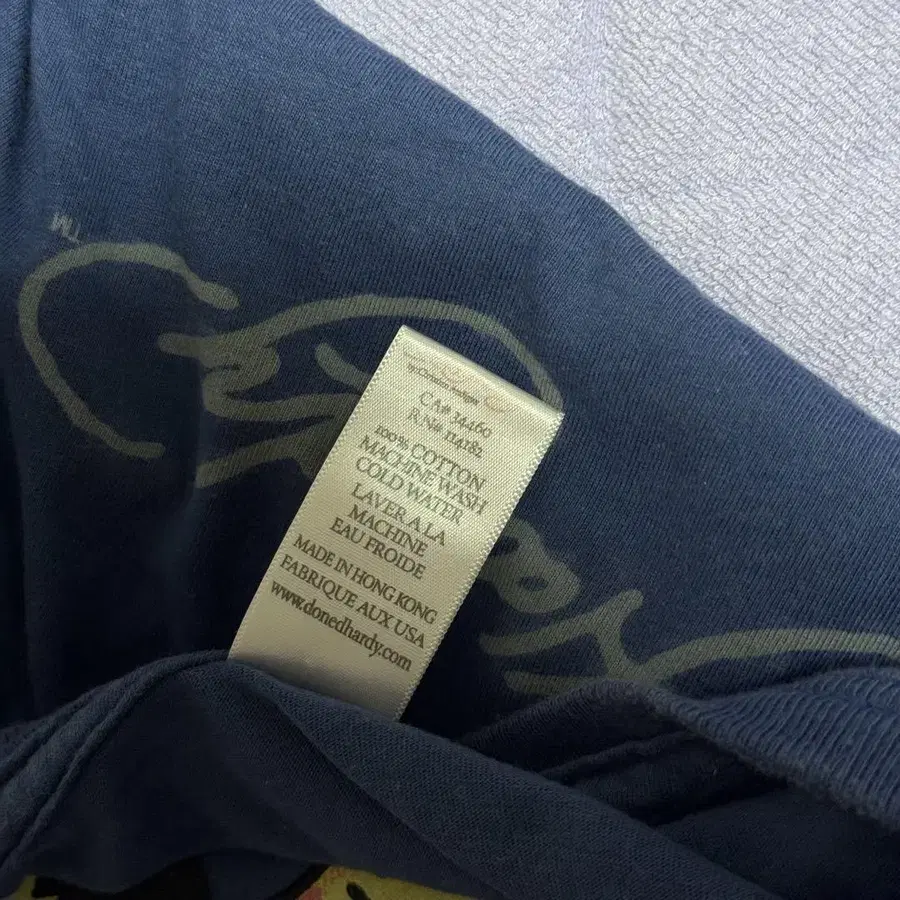 TM
CA# 34460
RN# 114182
100% COTTON
MACHINE WASH
COLD WATER
LAVER A LA
MACHINE
EAU FROIDE
MADE IN HONG KONG
FABRIQUE AUX USA
www.donedhardy.com